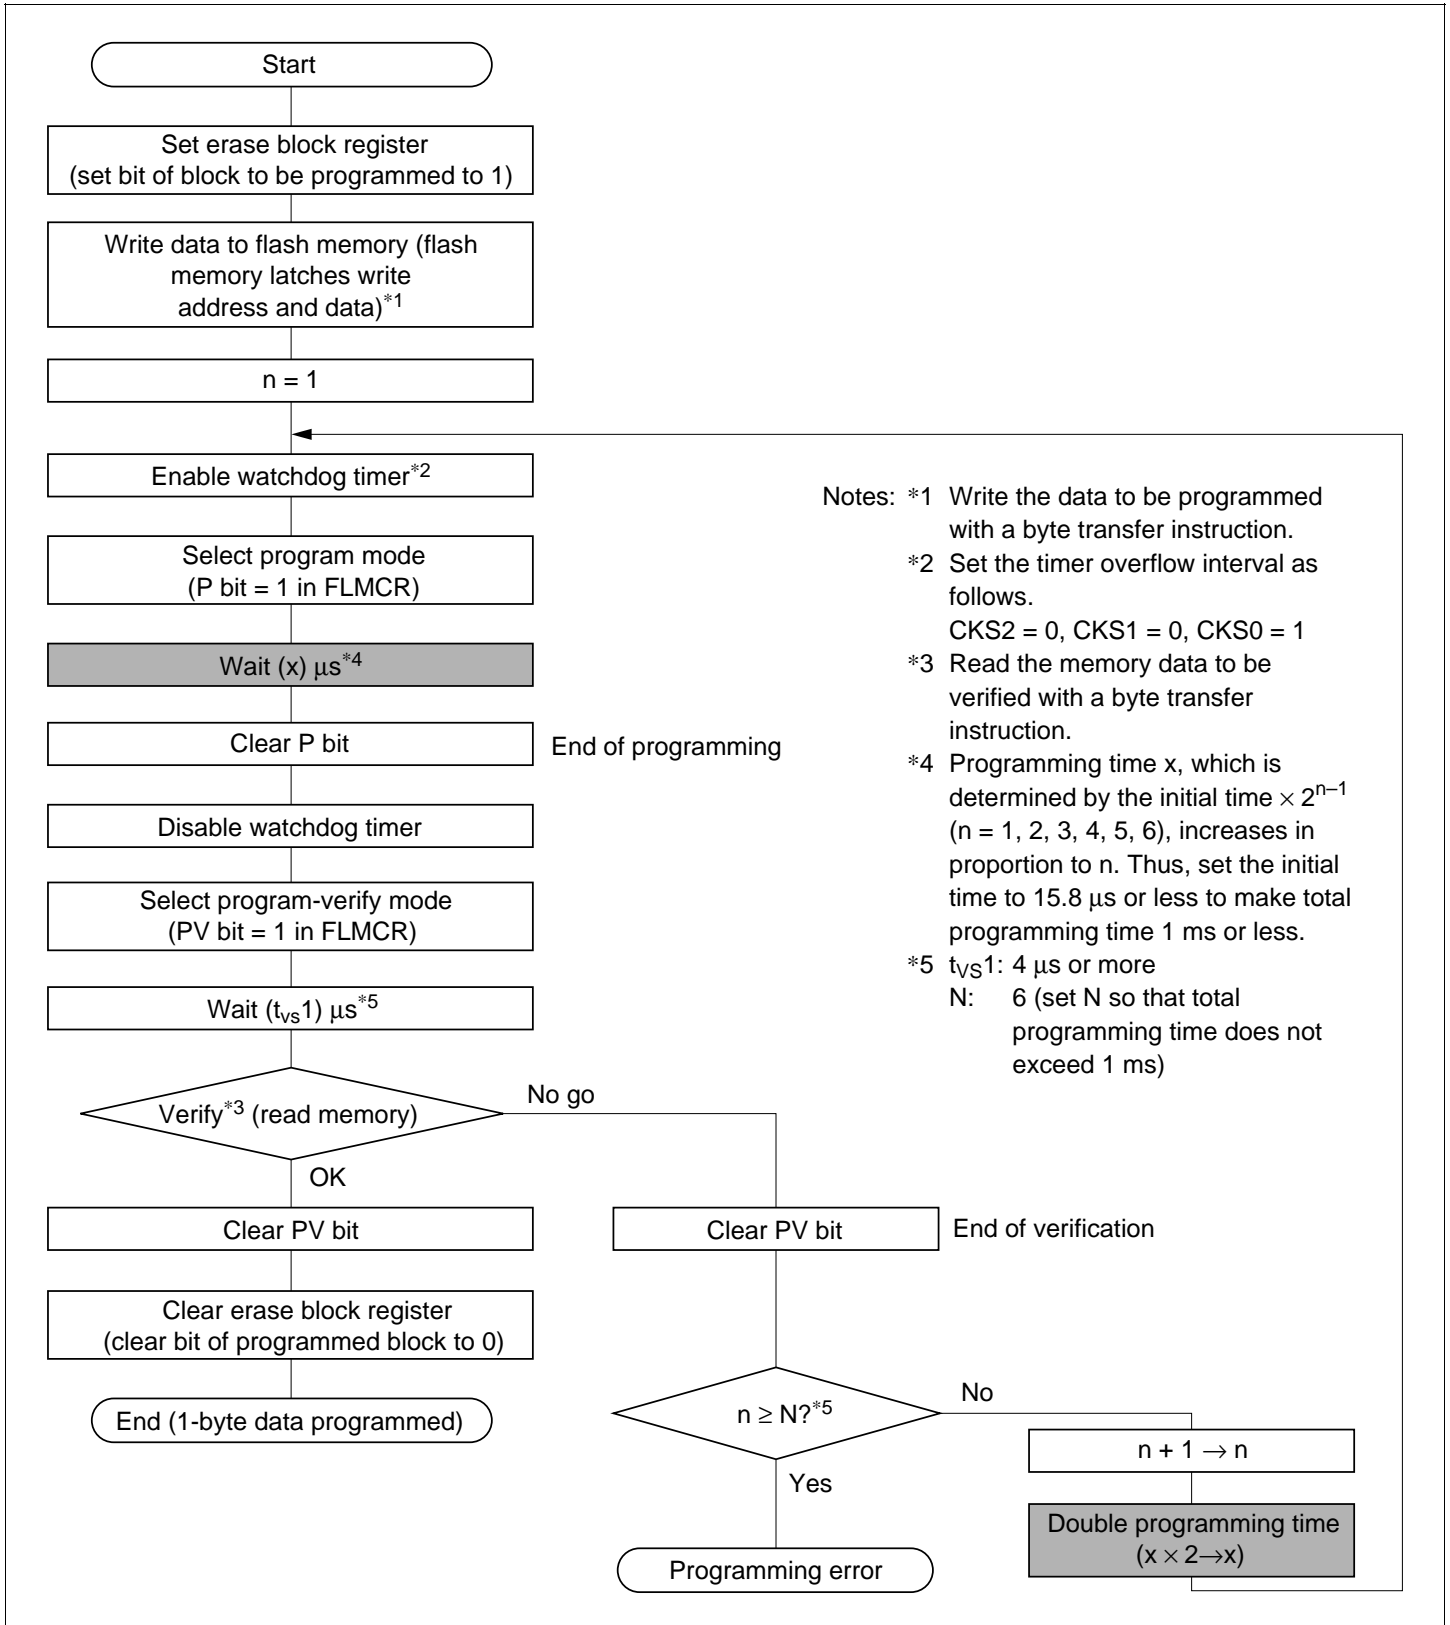 Start
Set erase block register
(set bit of block to be programmed to 1)
Write data to flash memory (flash
memory latches write
address and data)*1
n = 1
Enable watchdog timer*2
Select program mode
(P bit = 1 in FLMCR)
Wait (x) μs*4
Clear P bit
End of programming
Disable watchdog timer
Select program-verify mode
(PV bit = 1 in FLMCR)
Wait (tvs1) μs*5
Verify*3 (read memory)
No go
OK
Clear PV bit
Clear erase block register
(clear bit of programmed block to 0)
End (1-byte data programmed)
Clear PV bit
End of verification
n ≥ N?*5
No
Yes
n + 1 → n
Double programming time
(x × 2→x)
Programming error
Notes: *1 Write the data to be programmed
with a byte transfer instruction.
*2 Set the timer overflow interval as
follows.
CKS2 = 0, CKS1 = 0, CKS0 = 1
*3 Read the memory data to be
verified with a byte transfer
instruction.
*4 Programming time x, which is
determined by the initial time × 2^n–1
(n = 1, 2, 3, 4, 5, 6), increases in
proportion to n. Thus, set the initial
time to 15.8 μs or less to make total
programming time 1 ms or less.
*5 tVS1: 4 μs or more
N: 6 (set N so that total
programming time does not
exceed 1 ms)